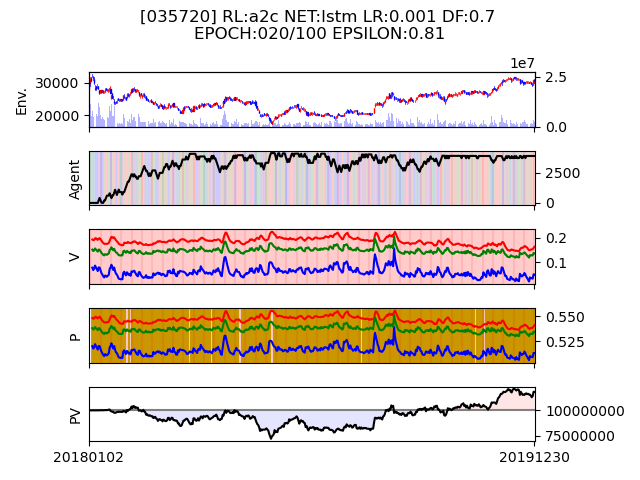 [035720] RL:a2c NET:lstm LR:0.001 DF:0.7
EPOCH:020/100 EPSILON:0.81
1e7
Env.
30000
20000
2.5
0.0
Agent
2500
0
V
0.2
0.1
P
0.550
0.525
PV
100000000
75000000
20180102
20191230